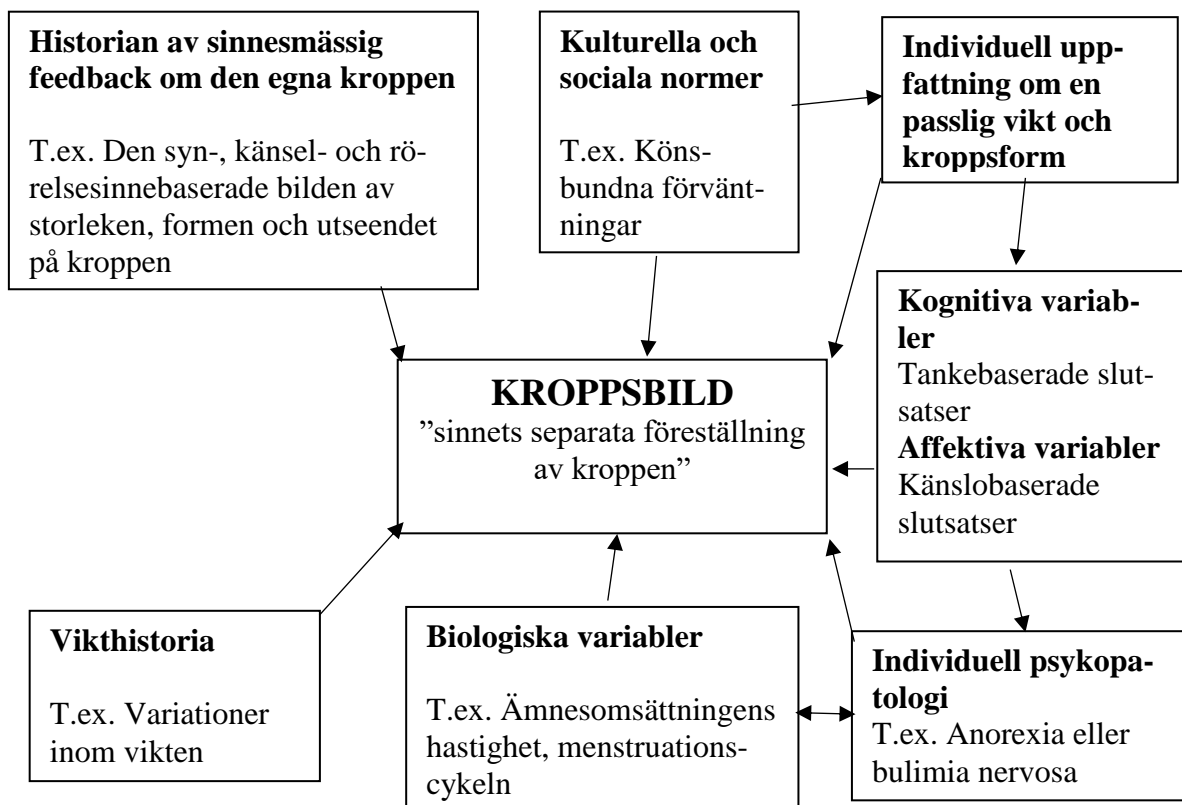 Historian av sinnesmässig
feedback om den egna kroppen
T.ex. Den syn-, känsel- och rö-
relsesinnebaserade bilden av
storleken, formen och utseendet
på kroppen
Kulturella och
sociala normer
T.ex. Köns-
bundna förvänt-
ningar
Individuell upp-
fattning om en
passlig vikt och
kroppsform
Kognitiva variab-
ler
Tankebaserade slut-
satser
Affektiva variabler
Känslobaserade
slutsatser
KROPPSBILD
”sinnets separata föreställning
av kroppen”
Vikthistoria
T.ex. Variationer
inom vikten
Biologiska variabler
T.ex. Ämnesomsättningens
hastighet, menstruations-
cykeln
Individuell psykopa-
tologi
T.ex. Anorexia eller
bulimia nervosa